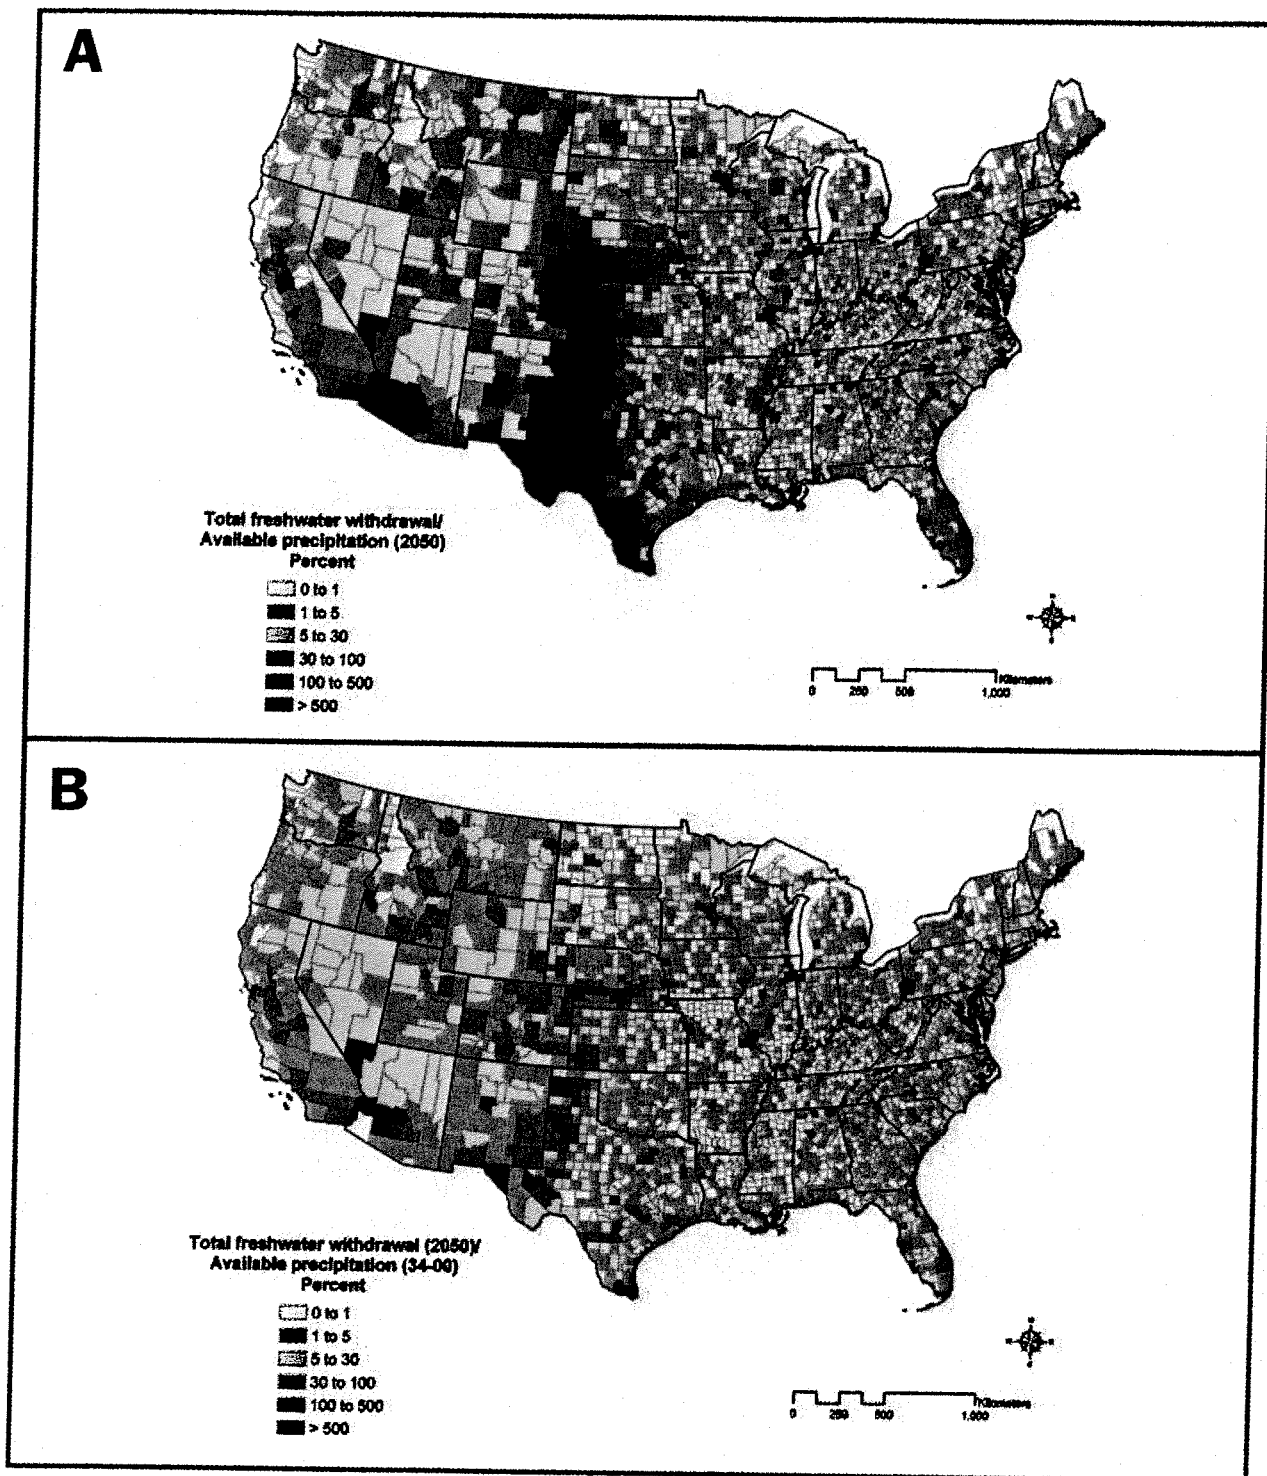 A
Total freshwater withdrawal/
Available precipitation (2050)
Percent
0 to 1
1 to 5
5 to 30
30 to 100
100 to 500
> 500
0 250 500 1,000
Kilometers
B
Total freshwater withdrawal (2050)/
Available precipitation (34-00)
Percent
0 to 1
1 to 5
5 to 30
30 to 100
100 to 500
> 500
0 250 500 1,000
Kilometers